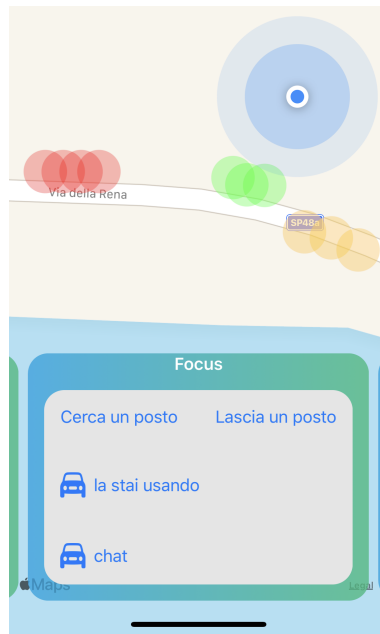 Via della Rena
SP48a
Focus
Cerca un posto
Lascia un posto
la stai usando
chat
Maps
Legal